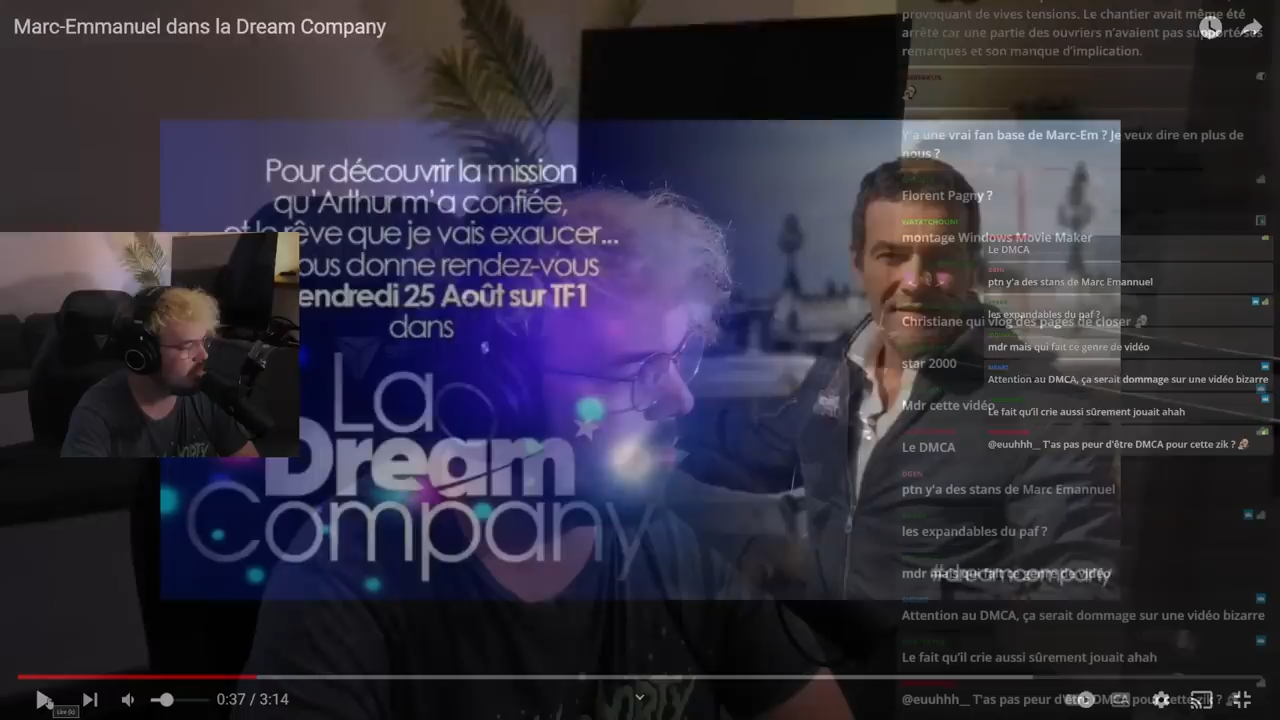 Marc-Emmanuel dans la Dream Company
provoquant de vives tensions. Le chantier avait même été
arrêté car une partie des ouvriers n'avaient pas supporté ses
remarques et son manque d'implication.
Y'a une vrai fan base de Marc-Em ? Je veux dire en plus de
nous ?
Florent Pagny ?
WATATCHOUNI
montage Windows Movie Maker
Christiane qui vlog des pages de closer
star 2000
Mdr cette vidéo
Le DMCA
ptn y'a des stans de Marc Emannuel
les expandables du paf ?
mdr mais qui fait ce genre de vidéo
Attention au DMCA, ça serait dommage sur une vidéo bizarre
Le fait qu'il crie aussi sûrement jouait ahah
@euuhhh__ T'as pas peur d'être DMCA pour cette zik ?
Le DMCA
ptn y'a des stans de Marc Emannuel
les expandables du paf ?
mdr mais qui fait ce genre de vidéo
Attention au DMCA, ça serait dommage sur une vidéo bizarre
Le fait qu'il crie aussi sûrement jouait ahah
@euuhhh__ T'as pas peur d'être DMCA pour cette zik ?
Pour découvrir la mission
qu'Arthur m'a confiée,
et le rêve que je vais exaucer...
ous donne rendez-vous
endredi 25 Août sur TF1
dans
La
Dream
Company
#dreamcompany
Lire (k)
0:37 / 3:14